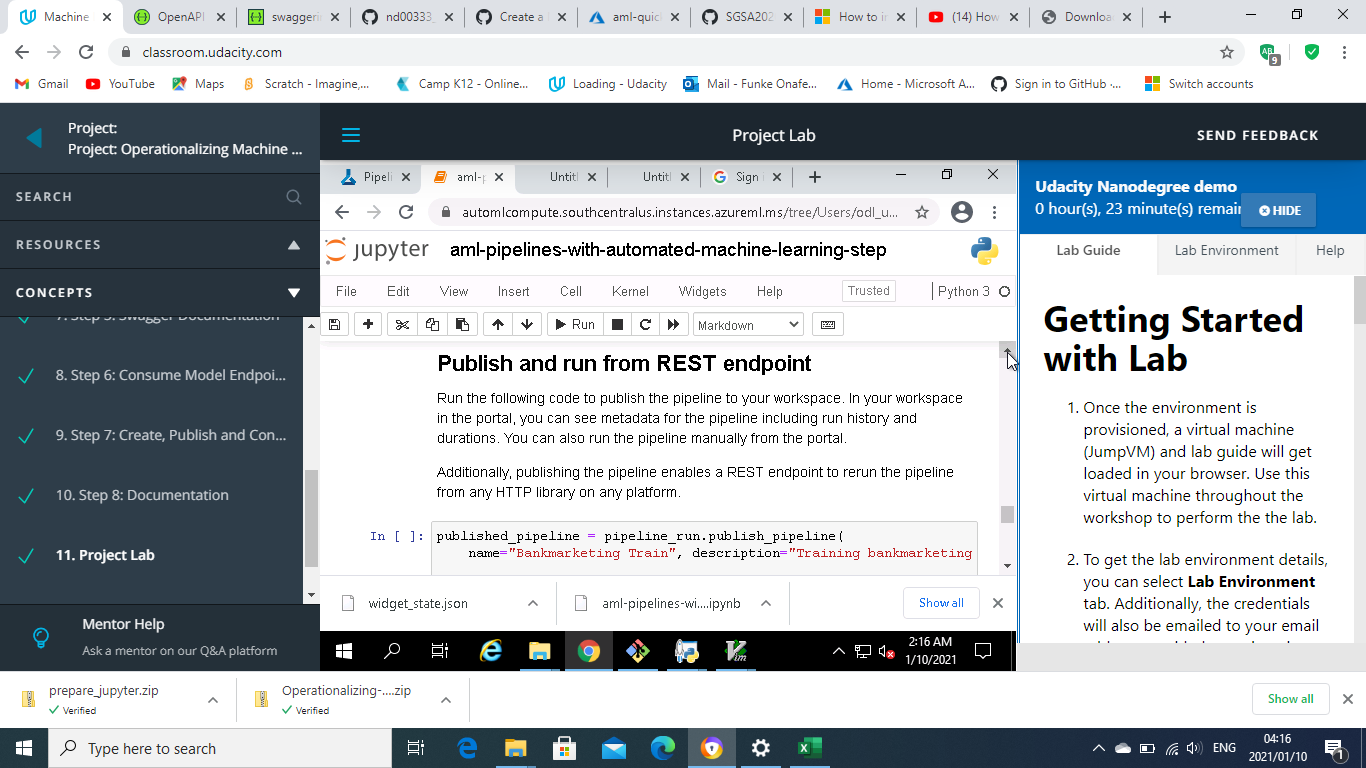 Machine
OpenAPI
swaggerin
nd00333_
Create a
aml-quic
SGSA202
How to in
(14) How
Downloa
classroom.udacity.com
9
Gmail
YouTube
Maps
Scratch - Imagine,...
Camp K12 - Online...
Loading - Udacity
Mail - Funke Onafe...
Home - Microsoft A...
Sign in to GitHub ·...
Switch accounts
Project:
Project: Operationalizing Machine ...
Project Lab
SEND FEEDBACK
SEARCH
RESOURCES
CONCEPTS
7. Step 5: Swagger Documentation
8. Step 6: Consume Model Endpoi...
9. Step 7: Create, Publish and Con...
10. Step 8: Documentation
11. Project Lab
Mentor Help
Ask a mentor on our Q&A platform
Pipeli
aml-p
Untitl
Untitl
Sign i
automlcompute.southcentralus.instances.azureml.ms/tree/Users/odl_u...
jupyter
aml-pipelines-with-automated-machine-learning-step
File
Edit
View
Insert
Cell
Kernel
Widgets
Help
Trusted
Python 3
Run
Markdown
Publish and run from REST endpoint
Run the following code to publish the pipeline to your workspace. In your workspace
in the portal, you can see metadata for the pipeline including run history and
durations. You can also run the pipeline manually from the portal.
Additionally, publishing the pipeline enables a REST endpoint to rerun the pipeline
from any HTTP library on any platform.
In [ ]:
published_pipeline = pipeline_run.publish_pipeline(
name="Bankmarketing Train", description="Training bankmarketing
widget_state.json
aml-pipelines-wi....ipynb
Show all
2:16 AM
1/10/2021
Udacity Nanodegree demo
0 hour(s), 23 minute(s) remain
HIDE
Lab Guide
Lab Environment
Help
Getting Started
with Lab
1. Once the environment is
provisioned, a virtual machine
(JumpVM) and lab guide will get
loaded in your browser. Use this
virtual machine throughout the
workshop to perform the the lab.
2. To get the lab environment details,
you can select Lab Environment
tab. Additionally, the credentials
will also be emailed to your email
prepare_jupyter.zip
Verified
Operationalizing-....zip
Verified
Show all
Type here to search
ENG
04:16
2021/01/10
1